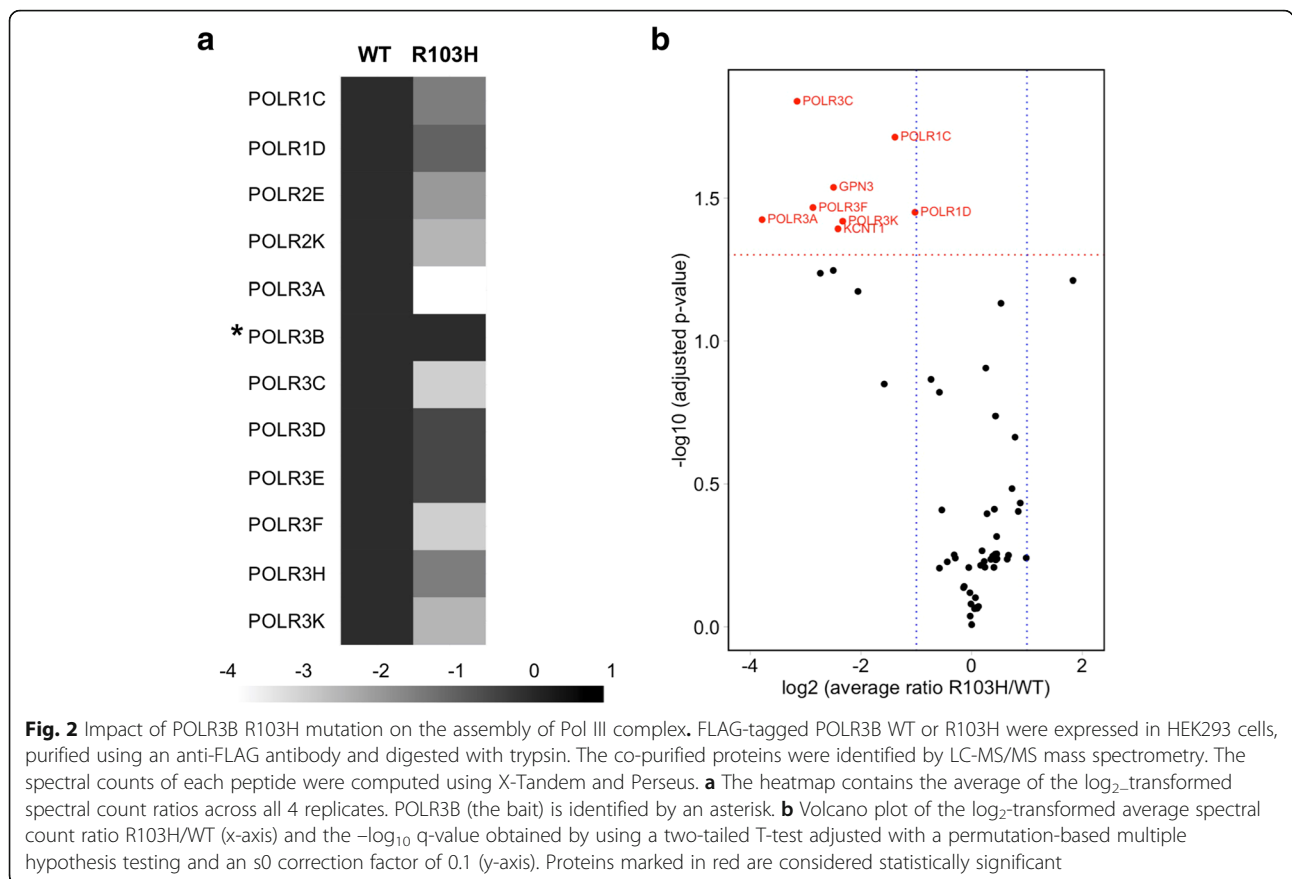 a
WT R103H
POLR1C
POLR1D
POLR2E
POLR2K
POLR3A
* POLR3B
POLR3C
POLR3D
POLR3E
POLR3F
POLR3H
POLR3K
-4 -3 -2 -1 0 1
b
-log10 (adjusted p-value)
1.5
1.0
0.5
0.0
POLR3C
POLR1C
GPN3
POLR3F
POLR1D
POLR3A
POLR3K
KCNT1
-4 -2 0 2
log2 (average ratio R103H/WT)
Fig. 2 Impact of POLR3B R103H mutation on the assembly of Pol III complex. FLAG-tagged POLR3B WT or R103H were expressed in HEK293 cells,
purified using an anti-FLAG antibody and digested with trypsin. The co-purified proteins were identified by LC-MS/MS mass spectrometry. The
spectral counts of each peptide were computed using X-Tandem and Perseus. a The heatmap contains the average of the log₂_transformed
spectral count ratios across all 4 replicates. POLR3B (the bait) is identified by an asterisk. b Volcano plot of the log₂-transformed average spectral
count ratio R103H/WT (x-axis) and the –log₁₀ q-value obtained by using a two-tailed T-test adjusted with a permutation-based multiple
hypothesis testing and an s0 correction factor of 0.1 (y-axis). Proteins marked in red are considered statistically significant